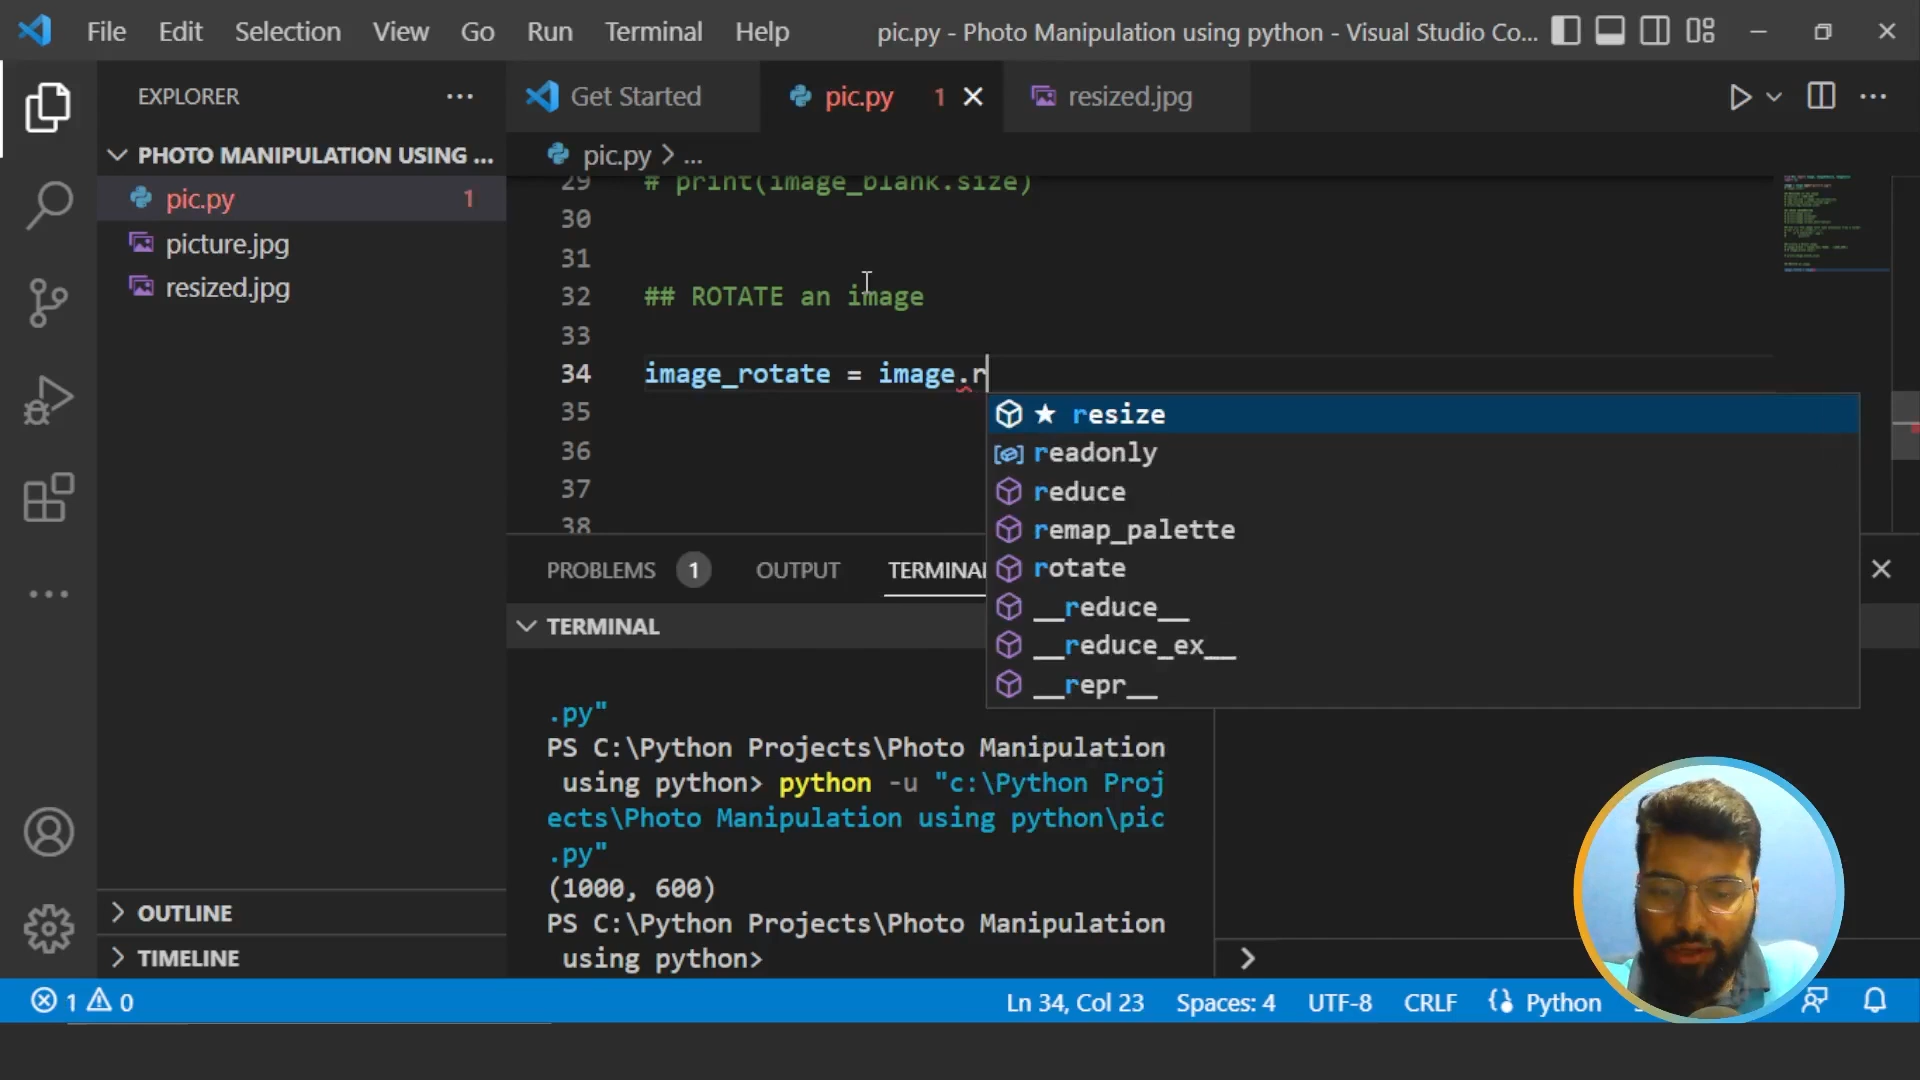 File Edit Selection View Go Run Terminal Help
pic.py - Photo Manipulation using python - Visual Studio Co...
EXPLORER
Get Started
pic.py 1
resized.jpg
PHOTO MANIPULATION USING ...
pic.py > ...
pic.py 1
picture.jpg
resized.jpg
29 # print(image_blank.size)
30
31
32 ## ROTATE an image
33
34 image_rotate = image.r
35
36
37
38
resize
readonly
reduce
remap_palette
rotate
__reduce__
__reduce_ex__
__repr__
PROBLEMS 1 OUTPUT TERMINAL
TERMINAL
.py"
PS C:\Python Projects\Photo Manipulation
using python> python -u "c:\Python Proj
ects\Photo Manipulation using python\pic
.py"
(1000, 600)
PS C:\Python Projects\Photo Manipulation
using python>
OUTLINE
TIMELINE
1 0
Ln 34, Col 23 Spaces: 4 UTF-8 CRLF Python